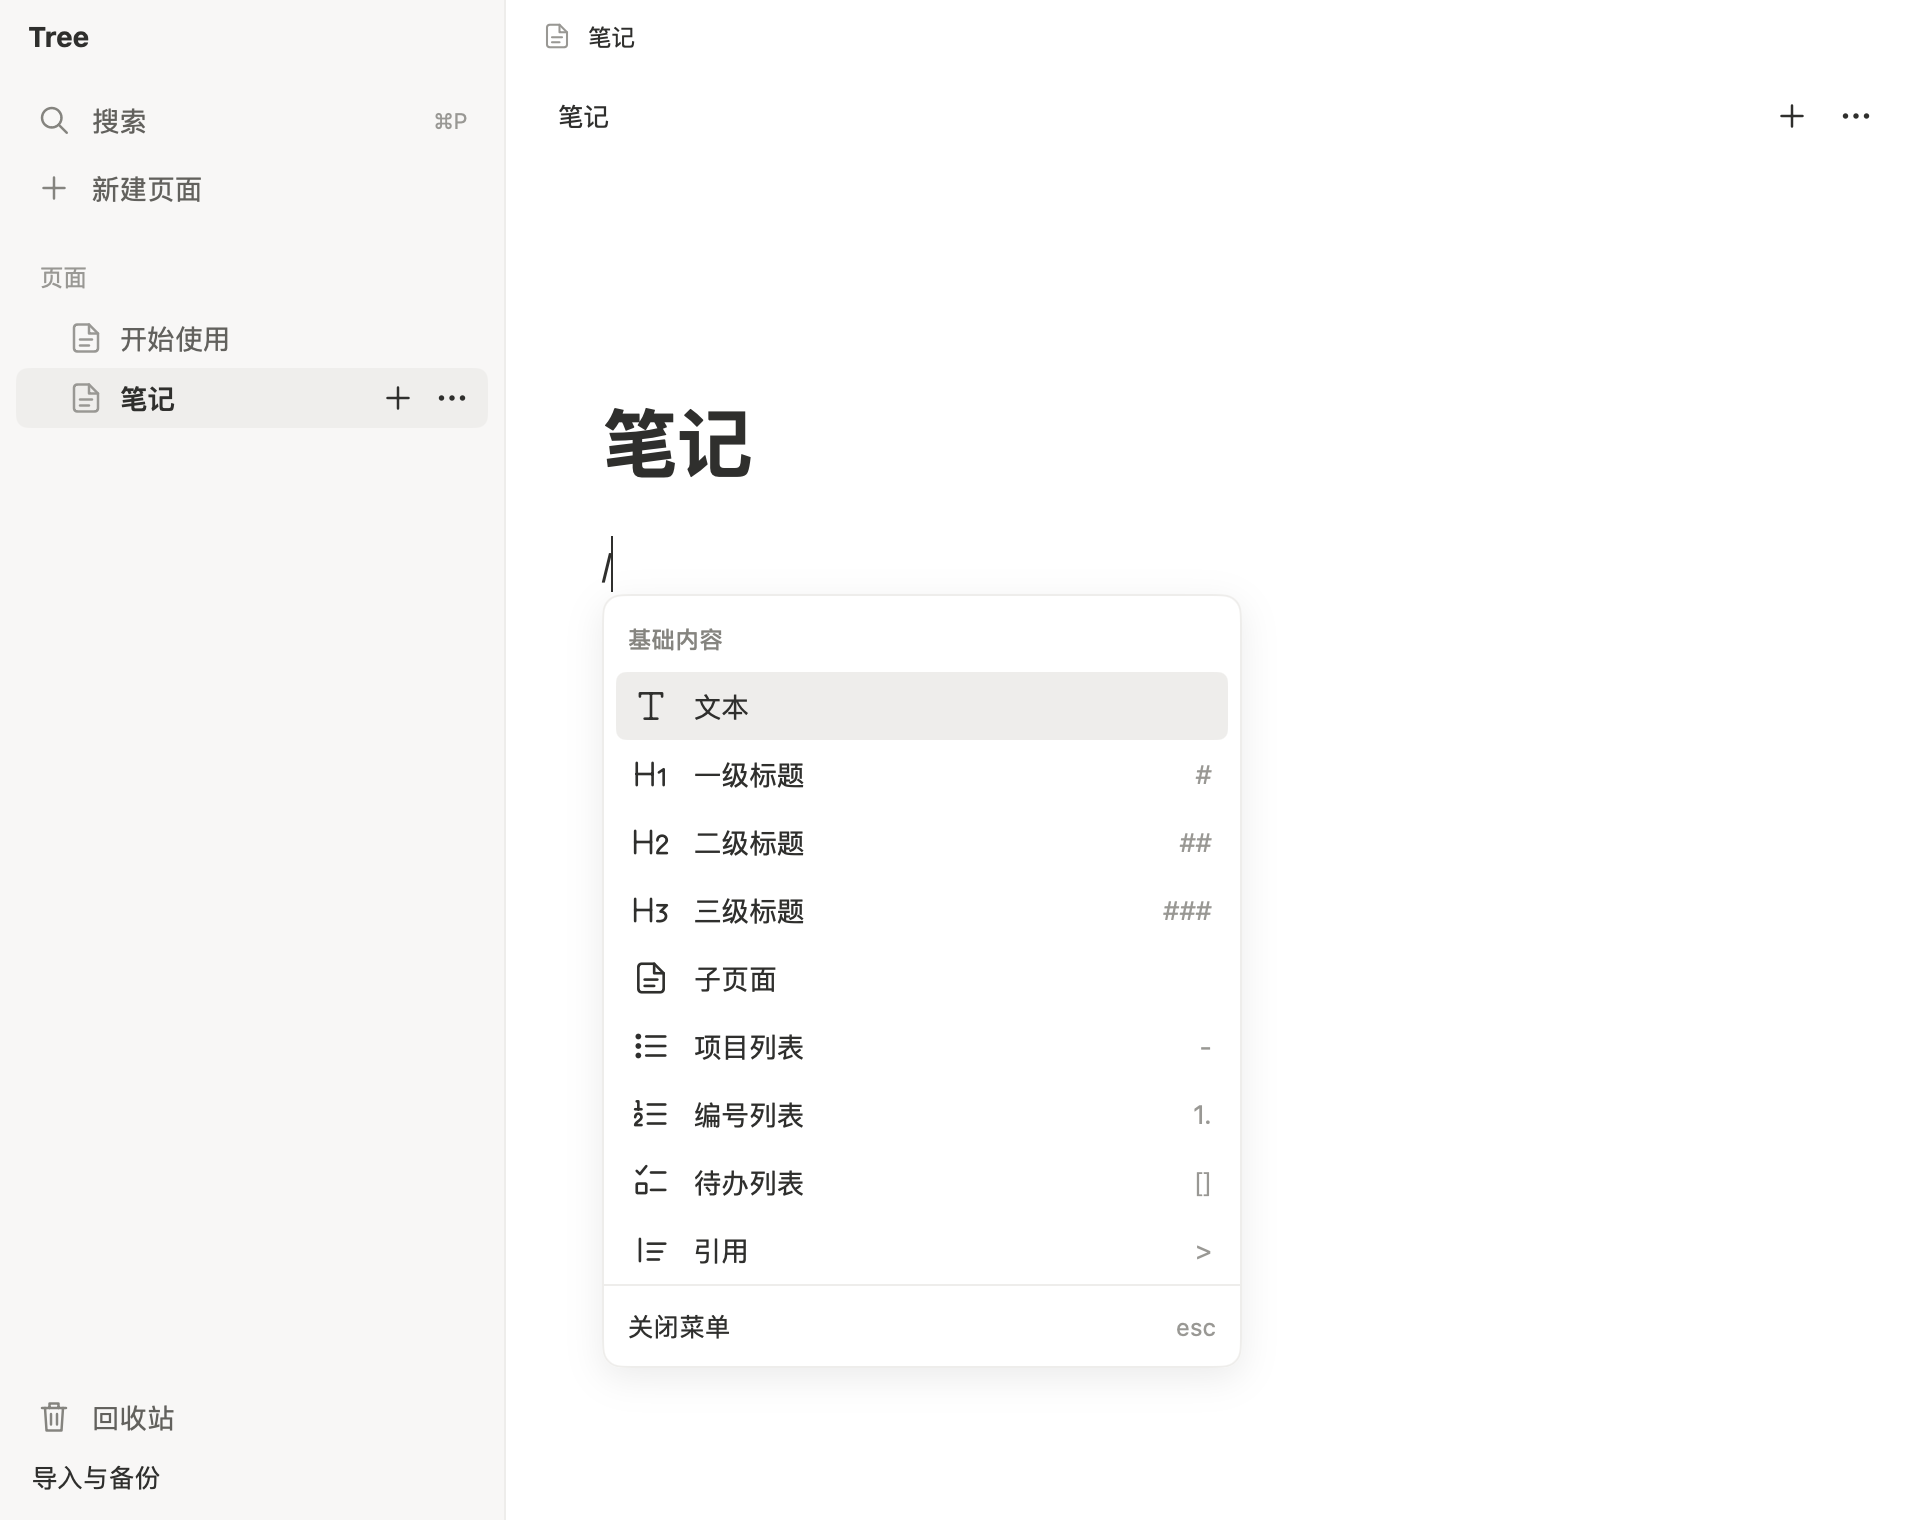 Tree
搜索 ⌘P
新建页面
页面
开始使用
笔记
回收站
导入与备份
笔记
笔记
笔记
/
基础内容
文本
H1 一级标题 #
H2 二级标题 ##
H3 三级标题 ###
子页面
项目列表 -
编号列表 1.
待办列表 []
引用 >
关闭菜单 esc